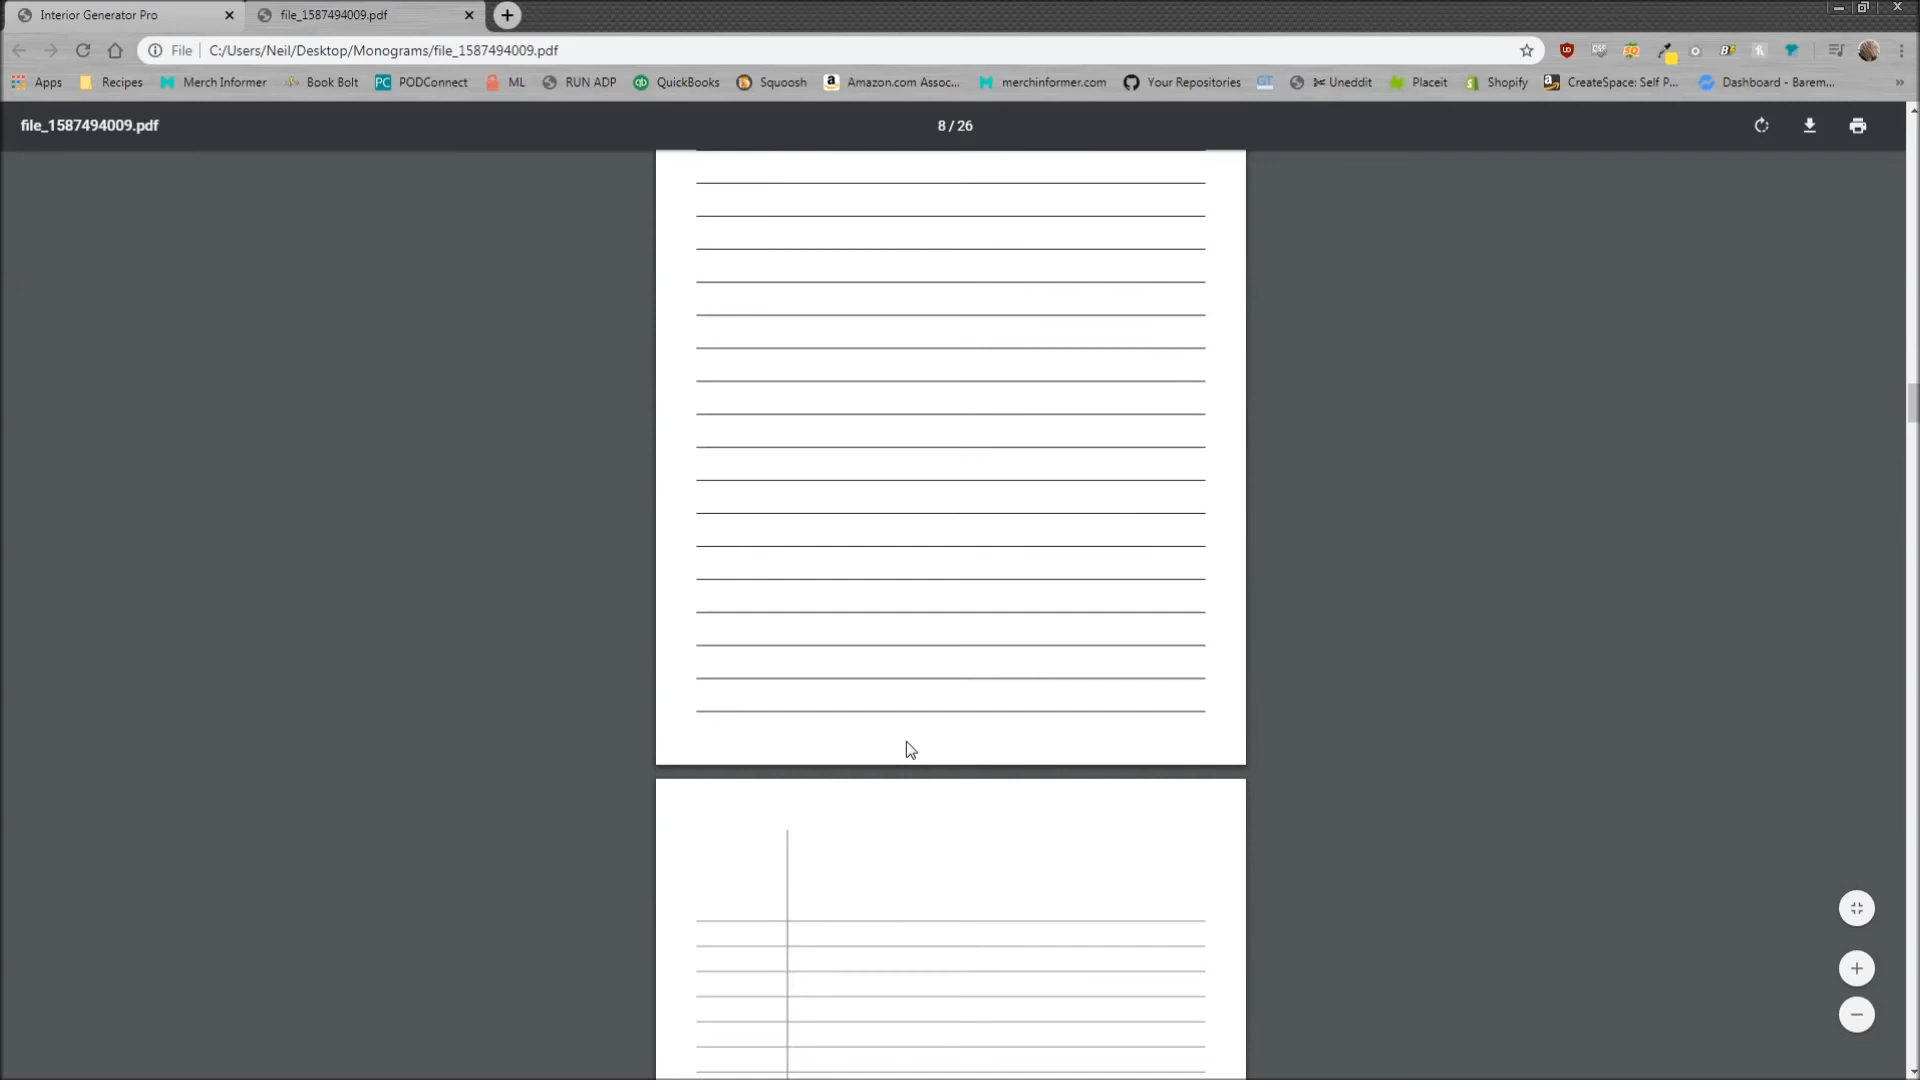 Interior Generator Pro
file_1587494009.pdf
File C:/Users/Neil/Desktop/Monograms/file_1587494009.pdf
Apps Recipes Merch Informer Book Bolt PODConnect ML RUN ADP QuickBooks Squoosh Amazon.com Assoc... merchinformer.com Your Repositories GT Uneddit Placeit Shopify CreateSpace: Self P... Dashboard - Barem...
file_1587494009.pdf 8 / 26